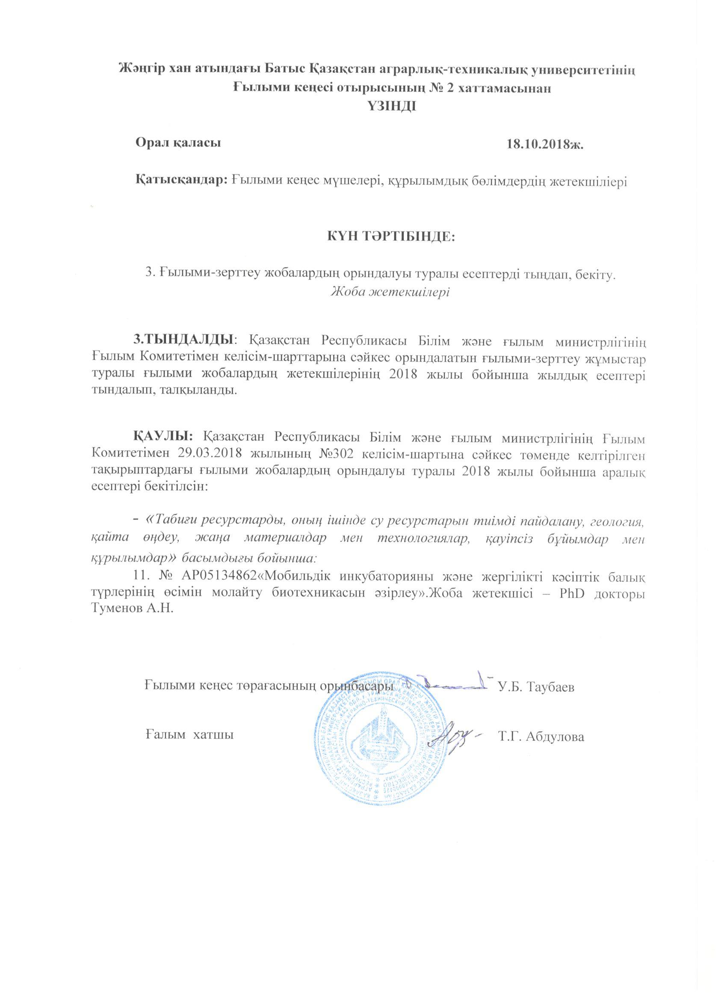 Жәңгір хан атындағы Батыс Қазақстан аграрлық-техникалық университетінің
Ғылыми кеңесі отырысының № 2 хаттамасынан
ҮЗІНДІ
Орал қаласы 18.10.2018ж.
Қатысқандар: Ғылыми кеңес мүшелері, құрылымдық бөлімдердің жетекшіліері
КҮН ТӘРТІБІНДЕ:
3. Ғылыми-зерттеу жобалардың орындалуы туралы есептерді тыңдап, бекіту.
Жоба жетекшілері
3.ТЫНДАЛДЫ: Қазақстан Республикасы Білім және ғылым министрлігінің
Ғылым Комитетімен келісім-шарттарына сәйкес орындалатын ғылыми-зерттеу жұмыстар
туралы ғылыми жобалардың жетекшілерінің 2018 жылы бойынша жылдық есептері
тындалып, талқыланды.
ҚАУЛЫ: Қазақстан Республикасы Білім және ғылым министрлігінің Ғылым
Комитетімен 29.03.2018 жылының №302 келісім-шартына сәйкес төменде келтірілген
тақырыптардағы ғылыми жобалардың орындалуы туралы 2018 жылы бойынша аралық
есептері бекітілсін:
- «Табиғи ресурстарды, оның ішінде су ресурстарын тиімді пайдалану, геология,
қайта өңдеу, жаңа материалдар мен технологиялар, қауіпсіз бұйымдар мен
құрылымдар» басымдығы бойынша:
11. № АР05134862«Мобильдік инкубаторияны және жергілікті кәсіптік балық
түрлерінің өсімін молайту биотехникасын әзірлеу».Жоба жетекшісі – PhD докторы
Туменов А.Н.
Ғылыми кеңес төрағасының орынбасары У.Б. Таубаев
Ғалым хатшы Т.Г. Абдулова